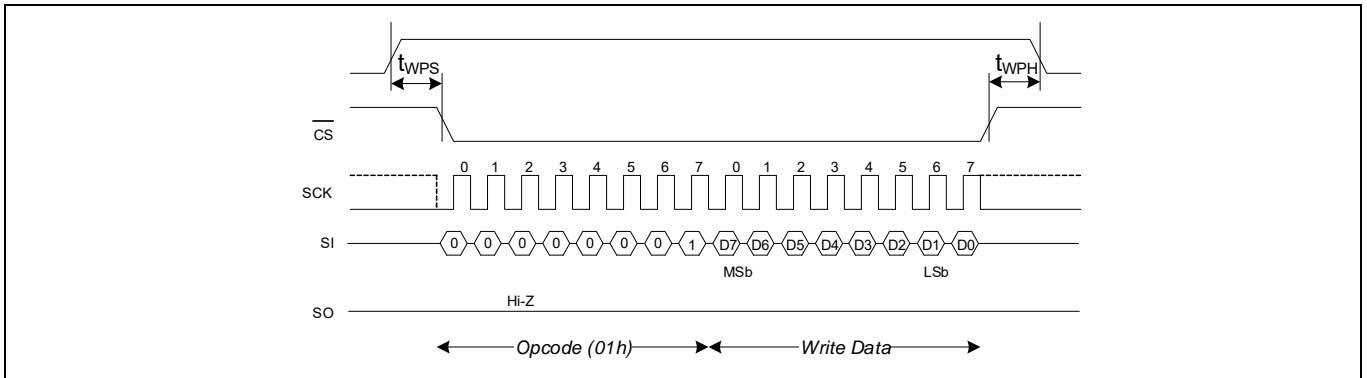 tWPS tWPH
CS
0 1 2 3 4 5 6 7 0 1 2 3 4 5 6 7
SCK
SI 0 0 0 0 0 0 0 1 D7 D6 D5 D4 D3 D2 D1 D0
MSb LSb
Hi-Z
SO
Opcode (01h) Write Data